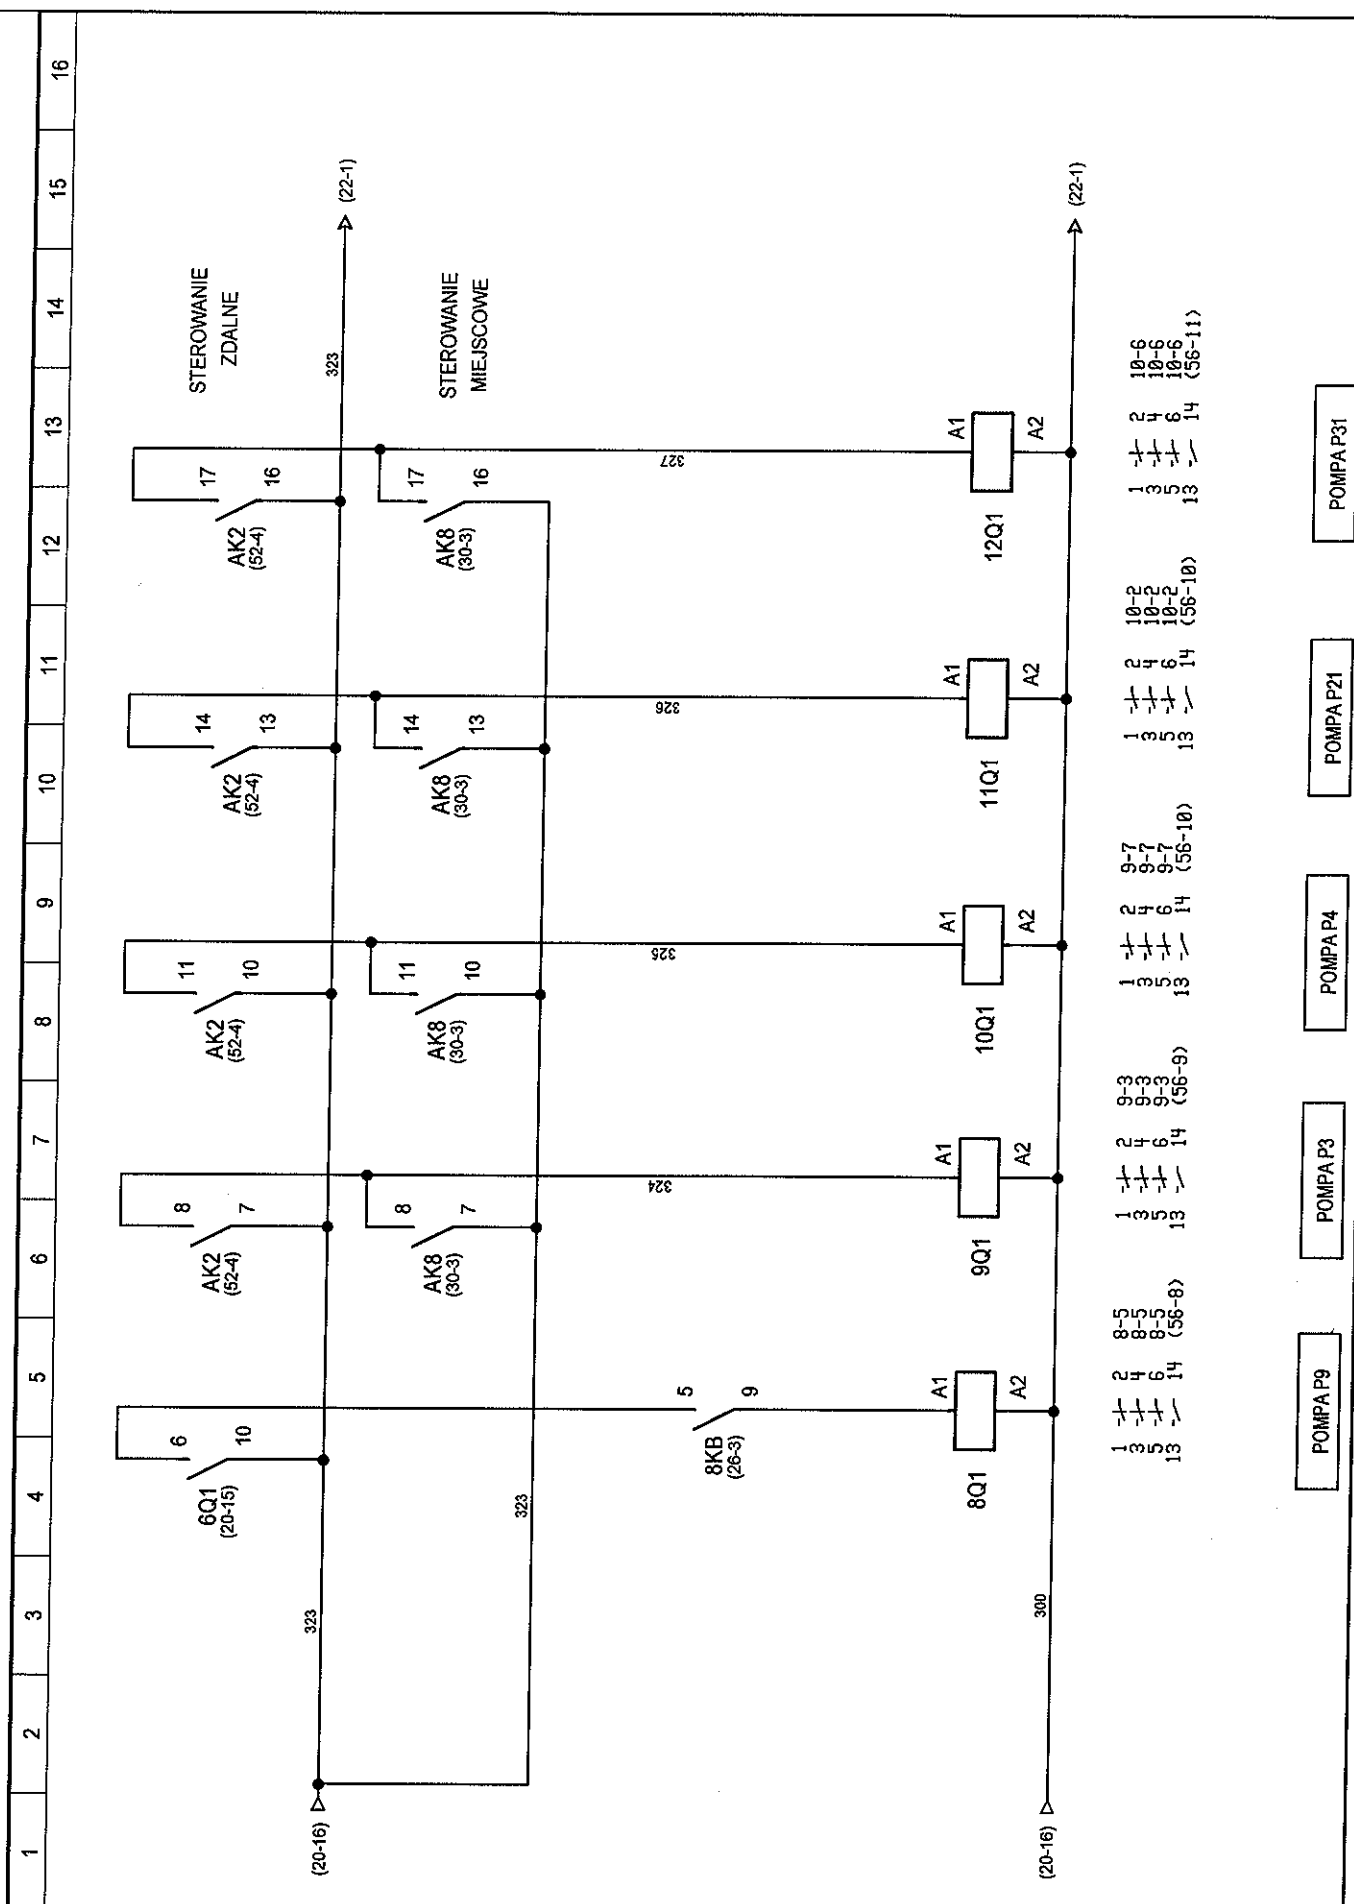 1 2 3 4 5 6 7 8 9 10 11 12 13 14 15 16
STEROWANIE
ZDALNE
6 8 11 14 17
10 7 10 13 16
6Q1 AK2 AK2 AK2 AK2
(20-15) (52-4) (52-4) (52-4) (52-4)
(20-16) 323 323 (22-1)
STEROWANIE
MIEJSCOWE
8 11 14 17
7 10 13 16
AK8 AK8 AK8 AK8
(30-3) (30-3) (30-3) (30-3)
323
324 325 326 327
5
9
8KB
(26-3)
A1 A1 A1 A1 A1
8Q1 9Q1 10Q1 11Q1 12Q1
A2 A2 A2 A2 A2
(20-16) 300 (22-1)
1 2 8-5 1 2 9-3 1 2 9-7 1 2 10-2 1 2 10-6
3 4 8-5 3 4 9-3 3 4 9-7 3 4 10-2 3 4 10-6
5 6 8-5 5 6 9-3 5 6 9-7 5 6 10-2 5 6 10-6
13 14 (56-8) 13 14 (56-9) 13 14 (56-10) 13 14 (56-10) 13 14 (56-11)
POMPA P9 POMPA P3 POMPA P4 POMPA P21 POMPA P31